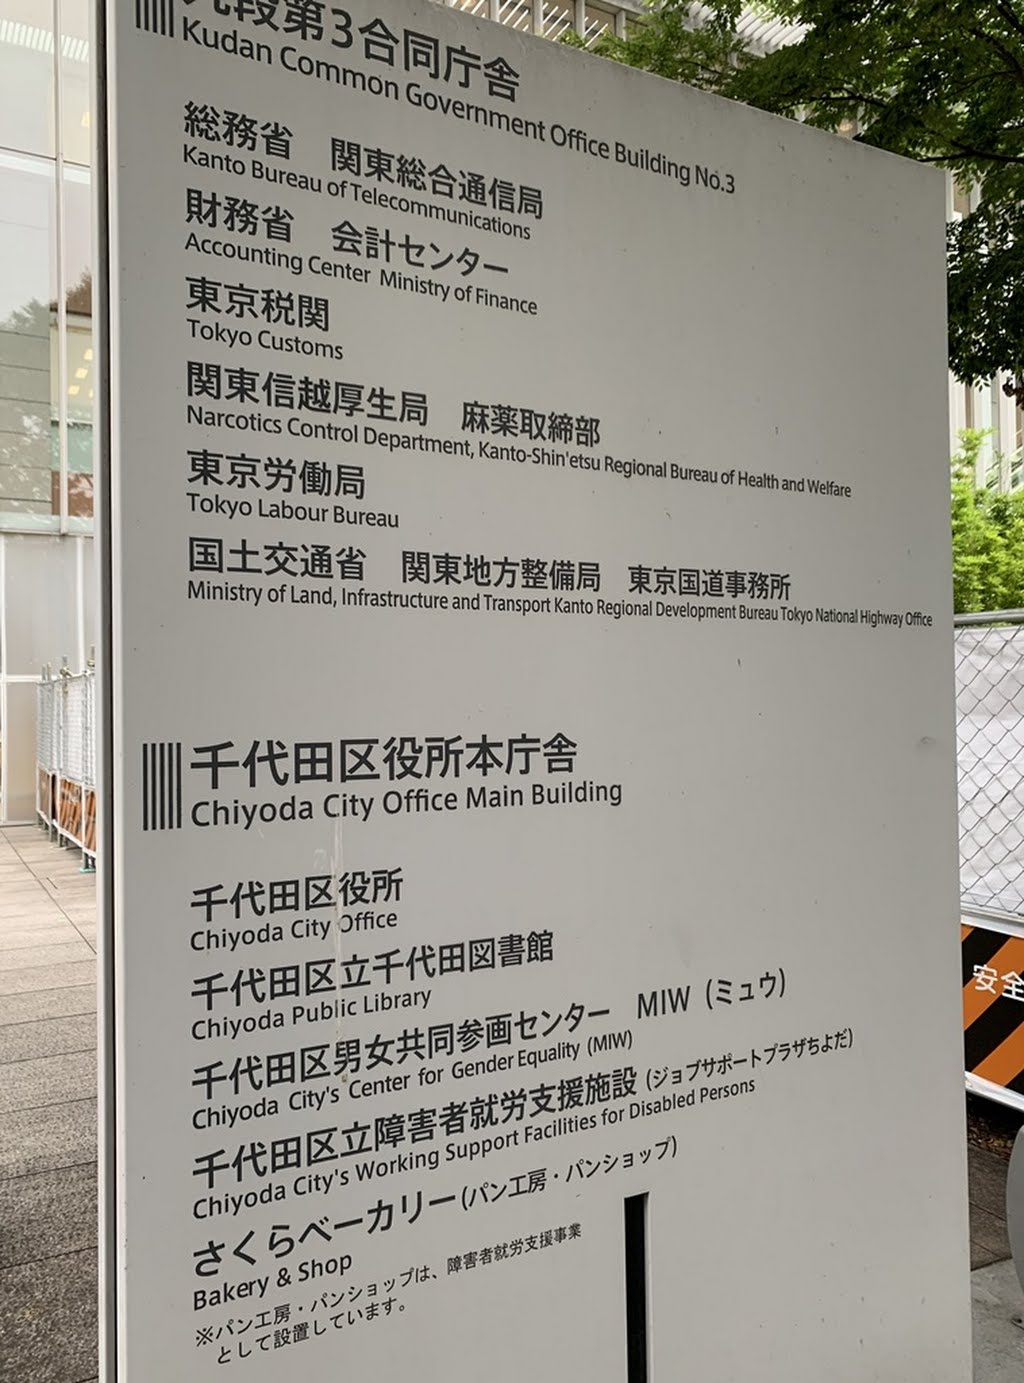 九段第3合同庁舎
Kudan Common Government Office Building No.3
総務省 関東総合通信局
Kanto Bureau of Telecommunications
財務省 会計センター
Accounting Center Ministry of Finance
東京税関
Tokyo Customs
関東信越厚生局 麻薬取締部
Narcotics Control Department, Kanto-Shin'etsu Regional Bureau of Health and Welfare
東京労働局
Tokyo Labour Bureau
国土交通省 関東地方整備局 東京国道事務所
Ministry of Land, Infrastructure and Transport Kanto Regional Development Bureau Tokyo National Highway Office
千代田区役所本庁舎
Chiyoda City Office Main Building
千代田区役所
Chiyoda City Office
千代田区立千代田図書館
Chiyoda Public Library
千代田区男女共同参画センター MIW (ミュウ)
Chiyoda City's Center for Gender Equality (MIW)
千代田区立障害者就労支援施設 (ジョブサポートプラザちよだ)
Chiyoda City's Working Support Facilities for Disabled Persons
さくらベーカリー(パン工房・パンショップ)
Bakery & Shop
※パン工房・パンショップは、障害者就労支援事業
として設置しています。
安全